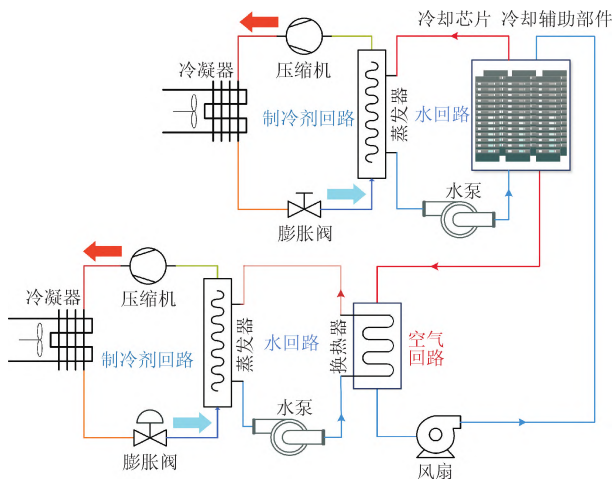 冷却芯片 冷却辅助部件
冷凝器
压缩机
制冷剂回路
蒸发器
水回路
水泵
膨胀阀
冷凝器
压缩机
制冷剂回路
蒸发器
水回路
换热器
空气
回路
水泵
膨胀阀
风扇